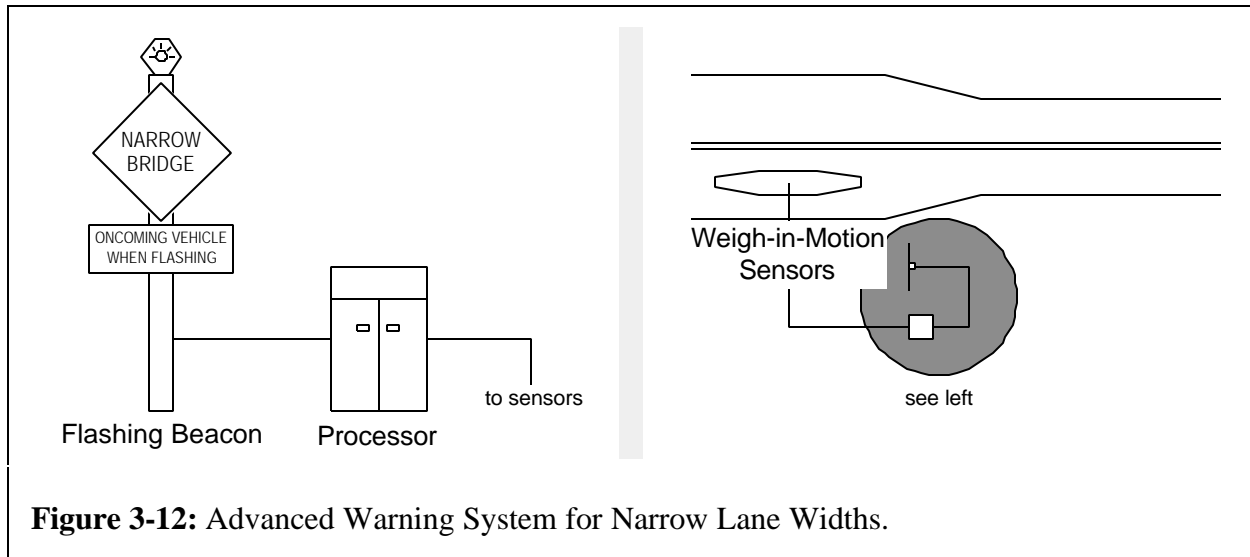 NARROW
BRIDGE
ONCOMING VEHICLE
WHEN FLASHING
to sensors
Flashing Beacon
Processor
Weigh-in-Motion
Sensors
see left
Figure 3-12: Advanced Warning System for Narrow Lane Widths.